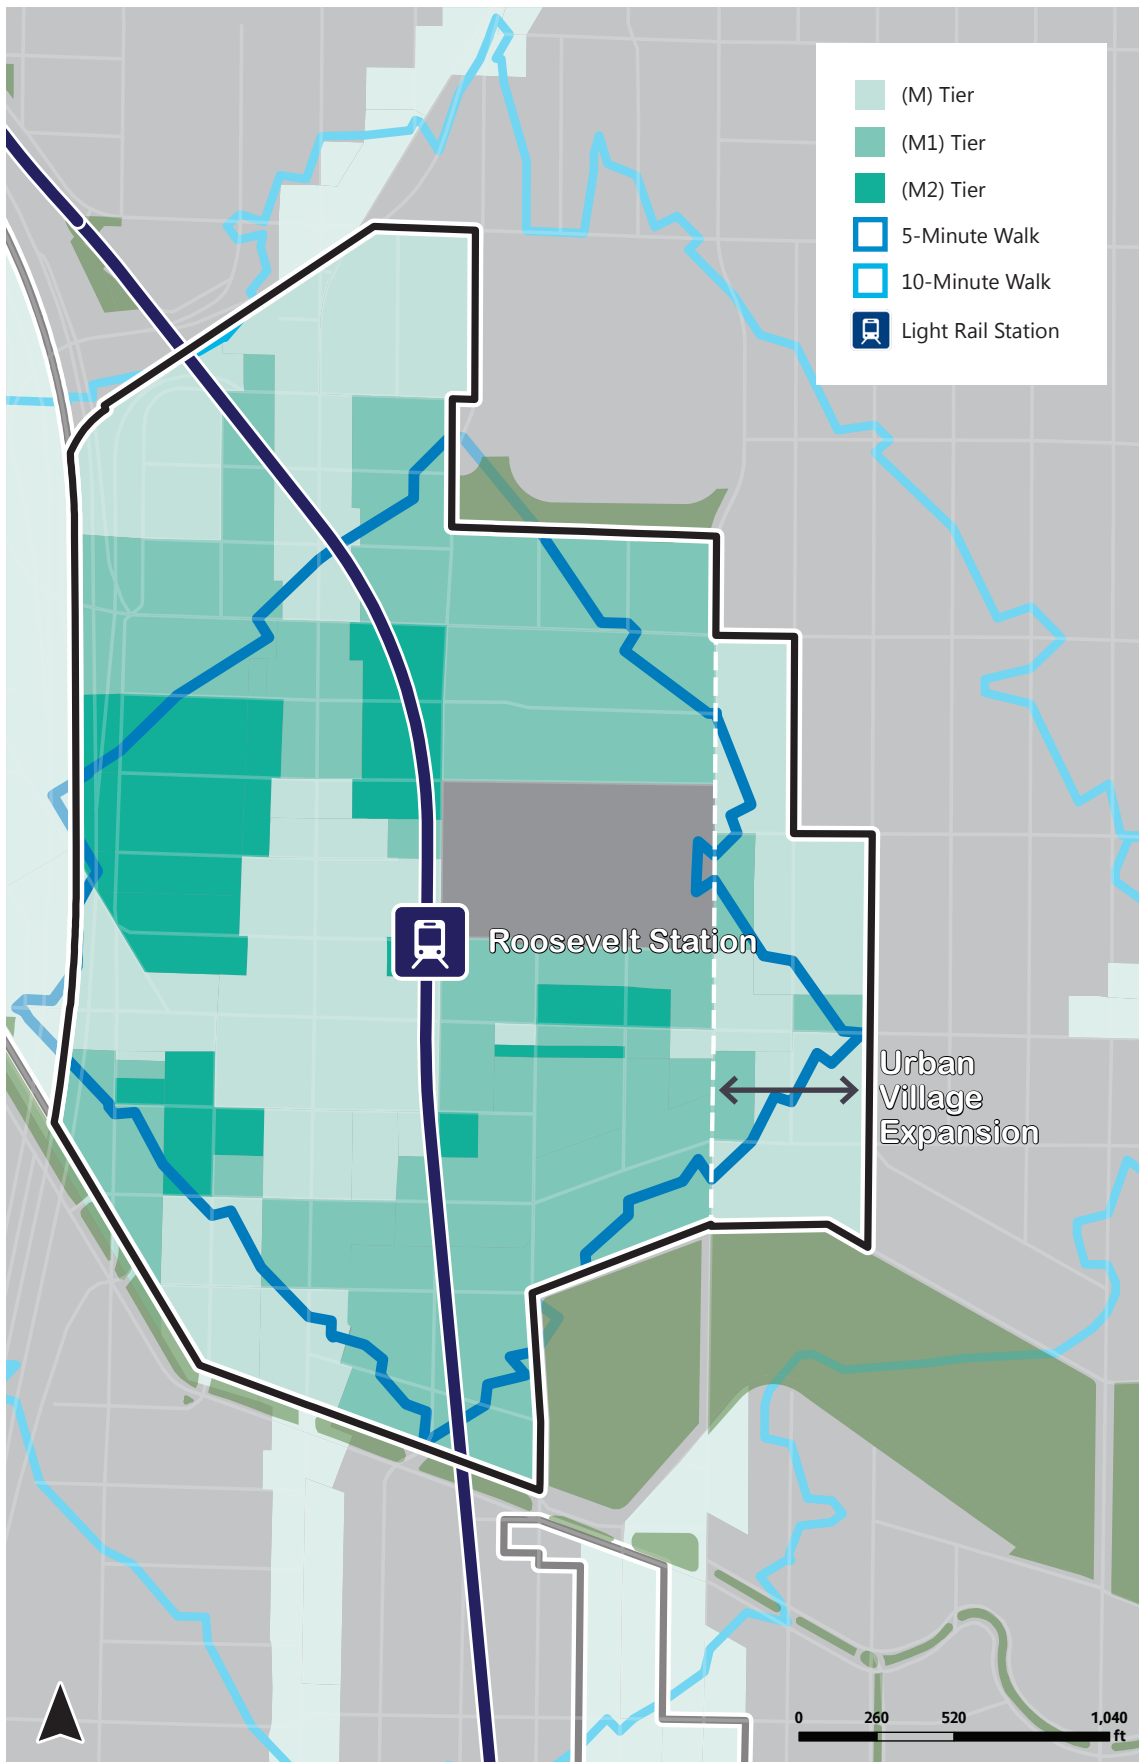 (M) Tier
(M1) Tier
(M2) Tier
5-Minute Walk
10-Minute Walk
Light Rail Station
Roosevelt Station
Urban
Village
Expansion
0 260 520 1,040
ft